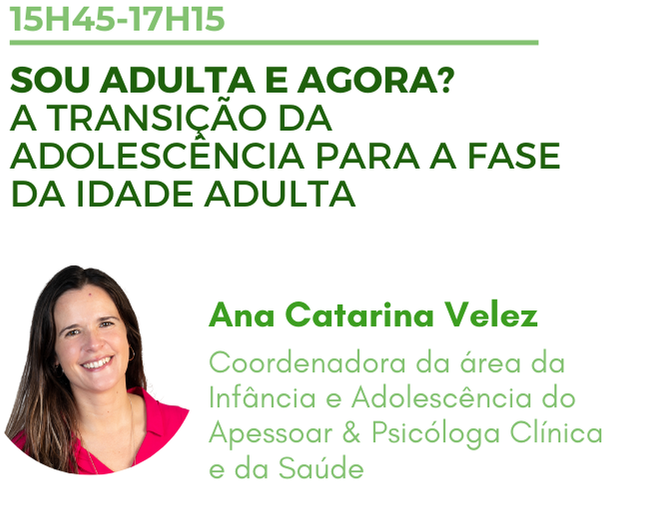 15H45-17H15
SOU ADULTA E AGORA?
A TRANSIÇÃO DA
ADOLESCÊNCIA PARA A FASE
DA IDADE ADULTA
Ana Catarina Velez
Coordenadora da área da
Infância e Adolescência do
Apessoar & Psicóloga Clínica
e da Saúde